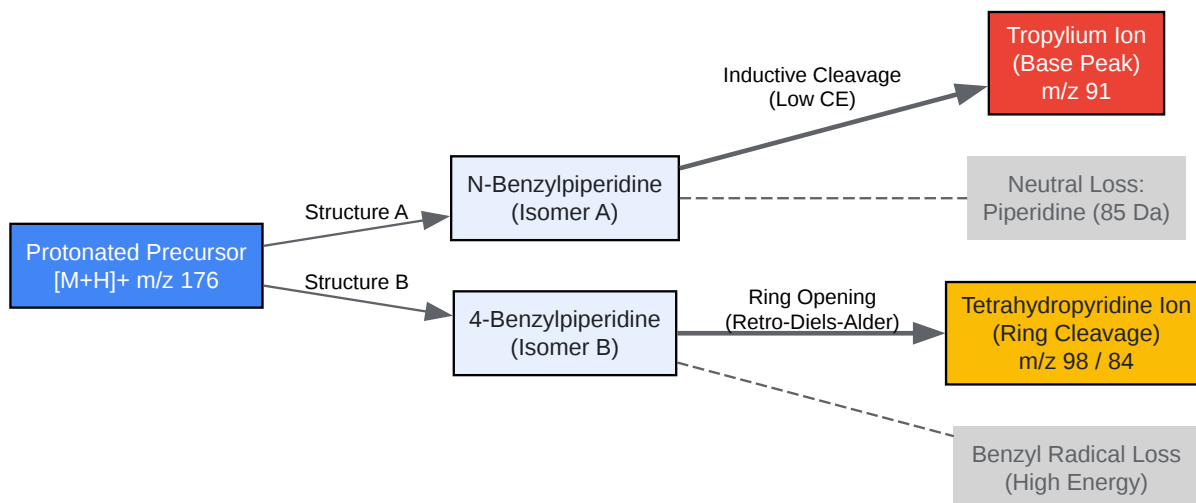 Protonated Precursor
[M+H]+ m/z 176
Structure A
Structure B
N-Benzylpiperidine
(Isomer A)
4-Benzylpiperidine
(Isomer B)
Inductive Cleavage
(Low CE)
Ring Opening
(Retro-Diels-Alder)
Tropylium Ion
(Base Peak)
m/z 91
Neutral Loss:
Piperidine (85 Da)
Tetrahydropyridine Ion
(Ring Cleavage)
m/z 98 / 84
Benzyl Radical Loss
(High Energy)